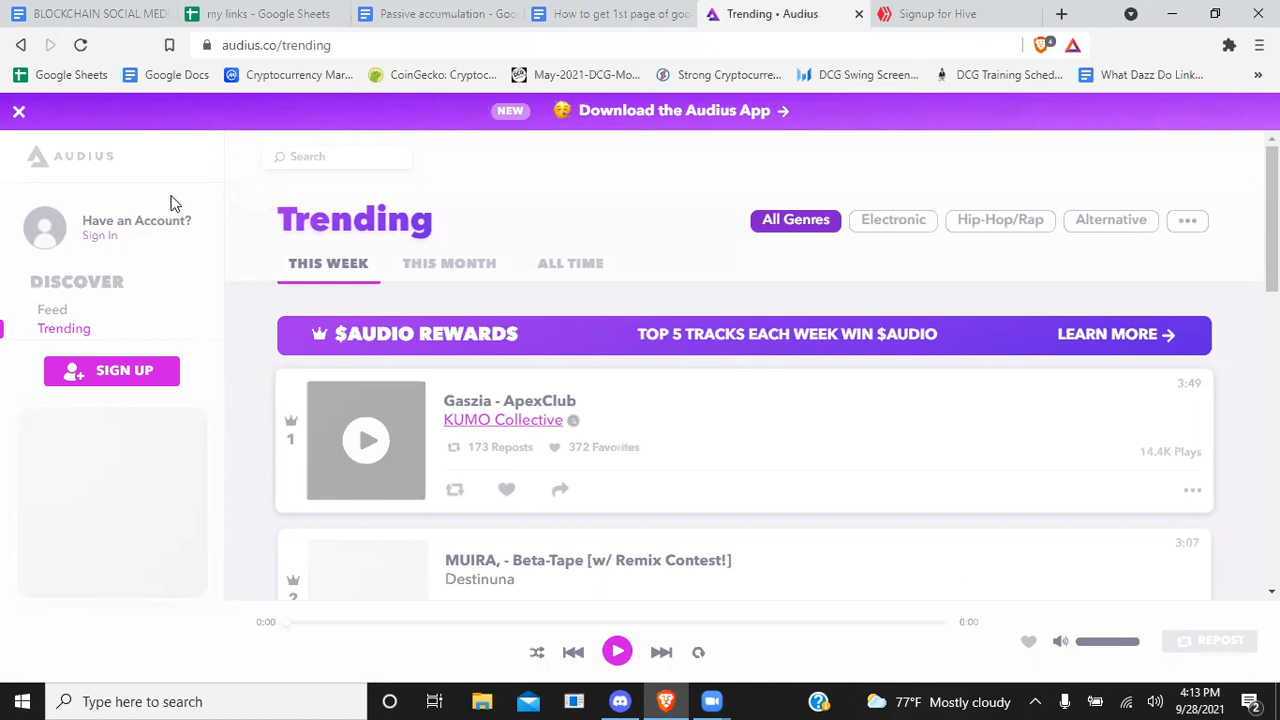 BLOCKCHAIN SOCIAL MED
my links - Google Sheets
Passive accumulation - Goo
How to get 1st page of goo
Trending • Audius
Signup for Hive
audius.co/trending
4
Google Sheets
Google Docs
Cryptocurrency Mar...
CoinGecko: Cryptoc...
May-2021-DCG-Mo...
Strong Cryptocurre...
DCG Swing Screen...
DCG Training Sched...
What Dazz Do Link...
NEW Download the Audius App →
AUDIUS
Search
Have an Account?
Sign In
Trending
All Genres
Electronic
Hip-Hop/Rap
Alternative
THIS WEEK
THIS MONTH
ALL TIME
DISCOVER
Feed
Trending
SIGN UP
$AUDIO REWARDS
TOP 5 TRACKS EACH WEEK WIN $AUDIO
LEARN MORE →
1
Gaszia - ApexClub
3:49
KUMO Collective
173 Reposts
372 Favorites
14.4K Plays
2
MUIRA, - Beta-Tape [w/ Remix Contest!]
3:07
Destinuna
0:00
0:00
REPOST
Type here to search
77°F Mostly cloudy
4:13 PM
9/28/2021
2